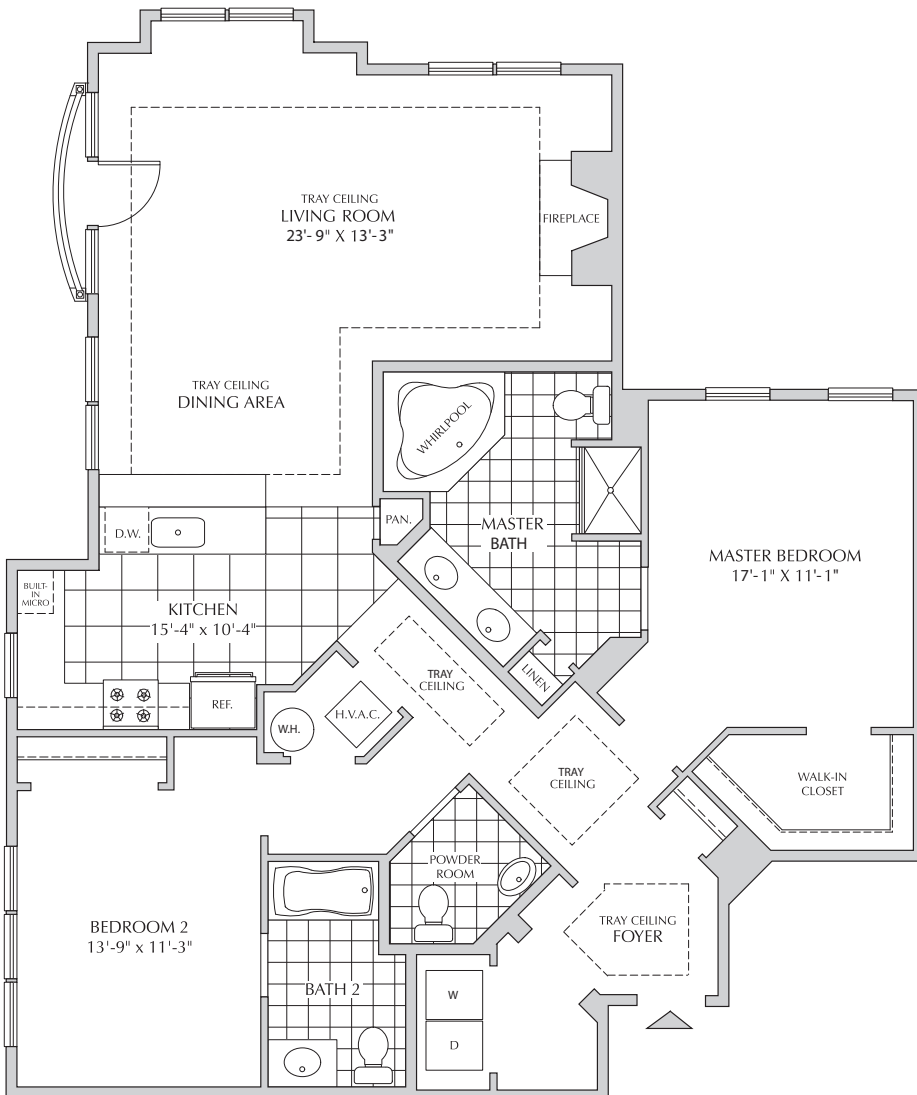 TRAY CEILING
LIVING ROOM
23'-9" X 13'-3"
FIREPLACE
TRAY CEILING
DINING AREA
WHIRLPOOL
PAN.
MASTER
BATH
D.W.
MASTER BEDROOM
17'-1" X 11'-1"
BUILT-
IN
MICRO
KITCHEN
15'-4" x 10'-4"
TRAY
CEILING
LINEN
REF.
H.V.A.C.
W.H.
TRAY
CEILING
WALK-IN
CLOSET
POWDER
ROOM
BEDROOM 2
13'-9" x 11'-3"
TRAY CEILING
FOYER
BATH 2
W
D